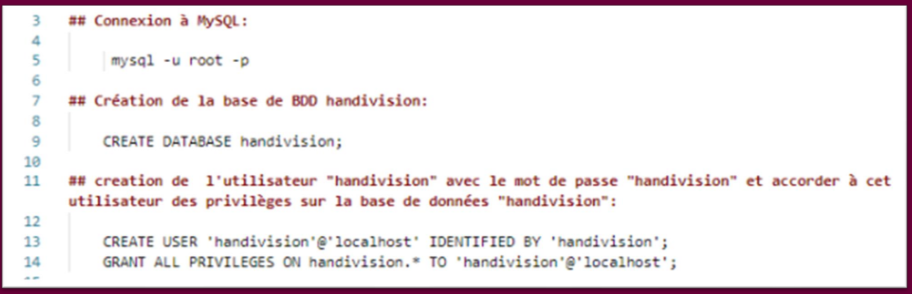 3 ## Connexion à MySQL:
4
5 mysql -u root -p
6
7 ## Création de la base de BDD handivision:
8
9 CREATE DATABASE handivision;
10
11 ## creation de  l'utilisateur "handivision" avec le mot de passe "handivision" et accorder à cet
utilisateur des privilèges sur la base de données "handivision":
12
13 CREATE USER 'handivision'@'localhost' IDENTIFIED BY 'handivision';
14 GRANT ALL PRIVILEGES ON handivision.* TO 'handivision'@'localhost';